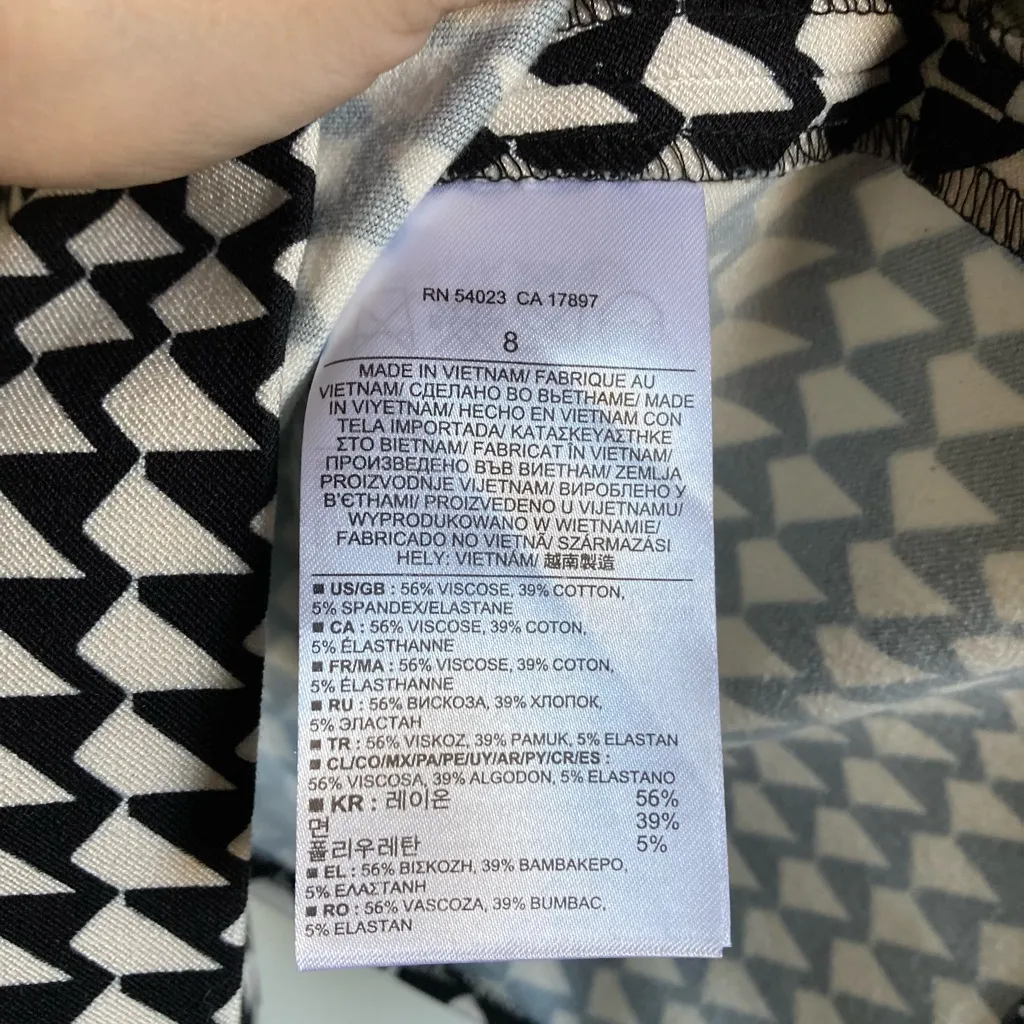 RN 54023 CA 17897
8
MADE IN VIETNAM/ FABRIQUE AU
VIETNAM/ СДЕЛАНО ВО ВЬЕТНАМЕ/ MADE
IN VIYETNAM/ HECHO EN VIETNAM CON
TELA IMPORTADA/ ΚΑΤΑΣΚΕΥΑΣΤΗΚΕ
ΣΤΟ ΒΙΕΤΝΑΜ/ FABRICAT ÎN VIETNAM/
ПРОИЗВЕДЕНО ВЪВ ВИЕТНАМ/ ZEMLJA
PROIZVODNJE VIJETNAM/ ВИРОБЛЕНО У
В'ЄТНАМІ/ PROIZVEDENO U VIJETNAMU/
WYPRODUKOWANO W WIETNAMIE/
FABRICADO NO VIETNÃ/ SZÁRMAZÁSI
HELY: VIETNÁM/ 越南製造
■ US/GB : 56% VISCOSE, 39% COTTON,
5% SPANDEX/ELASTANE
■ CA : 56% VISCOSE, 39% COTON,
5% ÉLASTHANNE
■ FR/MA : 56% VISCOSE, 39% COTON,
5% ÉLASTHANNE
■ RU : 56% ВИСКОЗА, 39% ХЛОПОК,
5% ЭЛАСТАН
■ TR : 56% VISKOZ, 39% PAMUK, 5% ELASTAN
■ CL/CO/MX/PA/PE/UY/AR/PY/CR/ES :
56% VISCOSA, 39% ALGODON, 5% ELASTANO
■ KR : 레이온 56%
면 39%
폴리우레탄 5%
■ EL : 56% ΒΙΣΚΟΖΗ, 39% ΒΑΜΒΑΚΕΡΟ,
5% ΕΛΑΣΤΑΝΗ
■ RO : 56% VASCOZA, 39% BUMBAC,
5% ELASTAN